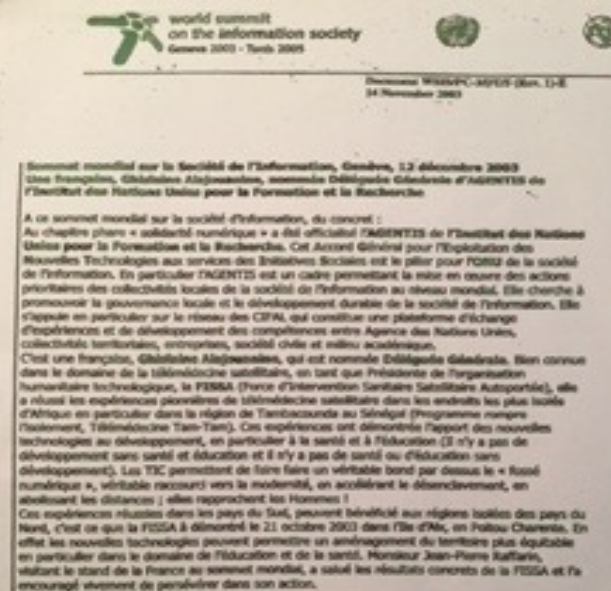 world summit
on the information society
Geneva 2003 - Tunis 2005
Document WSIS/PC-3/DT/5 (Rev. 1)-E
14 November 2003
Sommet mondial sur la Société de l'Information, Genève, 12 décembre 2003
Une française, Ghislaine Alajouanine, nommée Déléguée Générale d'AGENTIS de
l'Institut des Nations Unies pour la Formation et la Recherche
A ce sommet mondial sur la société d'information, du concret :
Au chapitre phare « solidarité numérique » a été officialisé l'AGENTIS de l'Institut des Nations
Unies pour la Formation et la Recherche. Cet Accord Général pour l'Exploitation des
Nouvelles Technologies aux services des Initiatives Sociales est le pilier pour l'ONU de la société
de l'information. En particulier l'AGENTIS est un cadre permettant la mise en œuvre des actions
prioritaires des collectivités locales de la société de l'information au niveau mondial. Elle cherche à
promouvoir la gouvernance locale et le développement durable de la société de l'information. Elle
s'appuie en particulier sur le réseau des CIFAL qui constitue une plateforme d'échange
d'expériences et de développement des compétences entre Agence des Nations Unies,
collectivités territoriales, entreprises, société civile et milieu académique.
C'est une française, Ghislaine Alajouanine, qui est nommée Déléguée Générale. Bien connue
dans le domaine de la télémédecine satellitaire, en tant que Présidente de l'organisation
humanitaire technologique, la FISSA (Force d'Intervention Sanitaire Satellitaire Autoportée), elle
a réussi les expériences pionnières de télémédecine satellitaire dans les endroits les plus isolés
d'Afrique en particulier dans la région de Tambacounda au Sénégal (Programme rompre
l'isolement, Télémédecine Tam-Tam). Ces expériences ont démontrée l'apport des nouvelles
technologies au développement, en particulier à la santé et à l'éducation (il n'y a pas de
développement sans santé et éducation et il n'y a pas de santé ou d'éducation sans
développement). Les TIC permettent de faire faire un véritable bond par dessus le « fossé
numérique », véritable raccourci vers la modernité, en accélérant le désenclavement, en
abolissant les distances ; elles rapprochent les Hommes !
Ces expériences réussies dans les pays du Sud, peuvent bénéficié aux régions isolées des pays du
Nord, c'est ce que la FISSA à démontré le 21 octobre 2003 dans l'île d'Aix, en Poitou Charente. En
effet les nouvelles technologies peuvent permettre un aménagement du territoire plus équitable
en particulier dans le domaine de l'éducation et de la santé. Monsieur Jean-Pierre Raffarin,
visitant le stand de la France au sommet mondial, a salué les résultats concrets de la FISSA et l'a
encouragé vivement de persévérer dans son action.